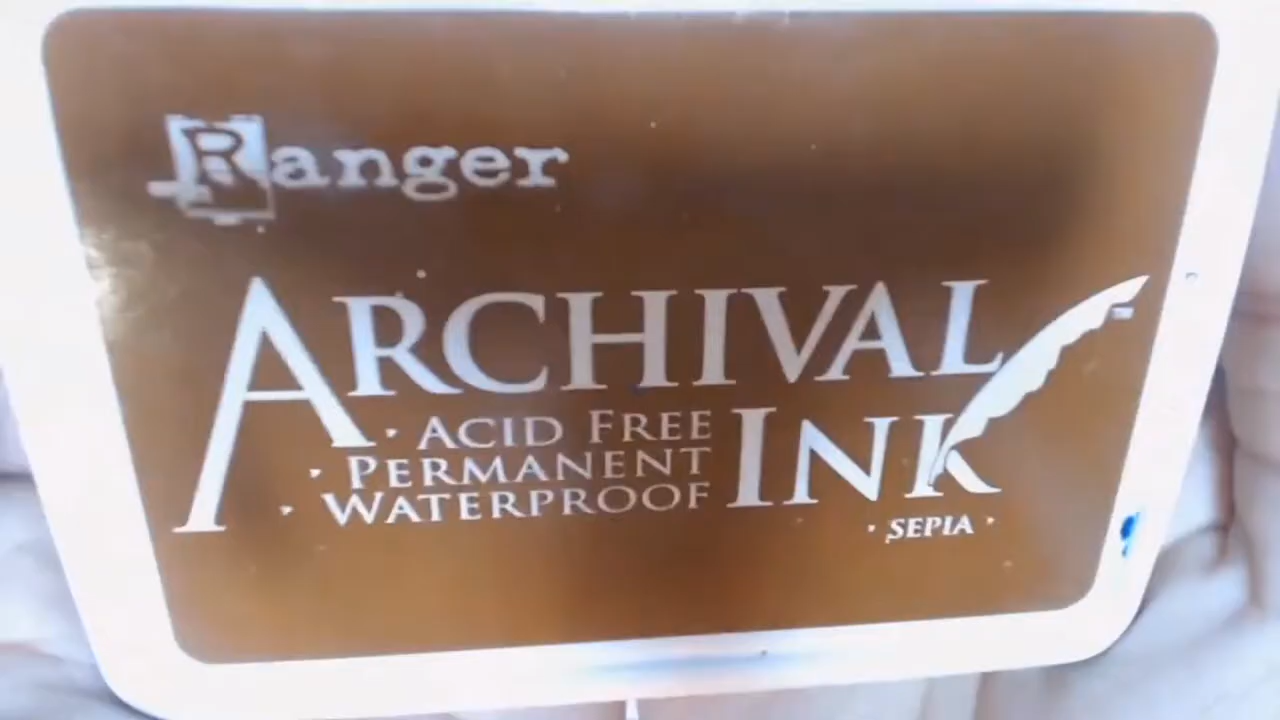 Ranger
ARCHIVAL
· ACID FREE
· PERMANENT
· WATERPROOF
INK
· SEPIA ·